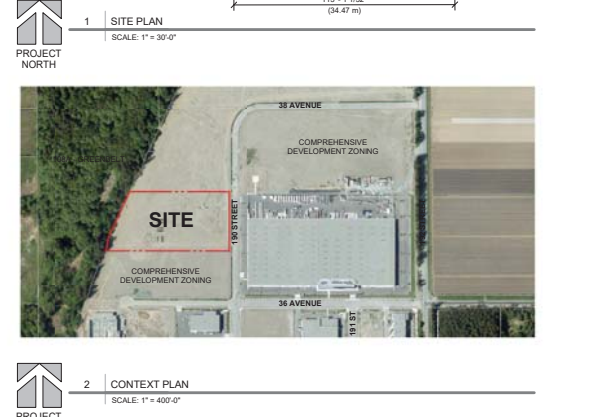 (34.47 m)
1 SITE PLAN
SCALE: 1" = 30'-0"
PROJECT
NORTH
38 AVENUE
COMPREHENSIVE
DEVELOPMENT ZONING
SITE
190 STREET
COMPREHENSIVE
DEVELOPMENT ZONING
36 AVENUE
191 ST
2 CONTEXT PLAN
SCALE: 1" = 400'-0"
PROJECT